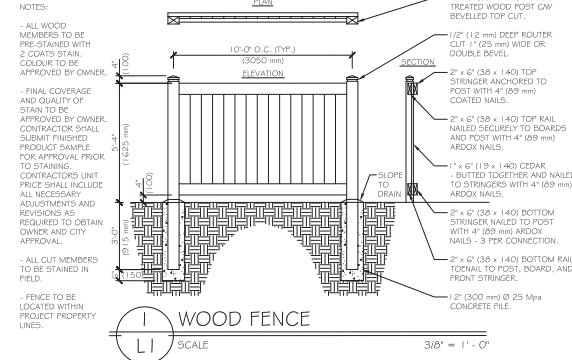 NOTES:
- ALL WOOD
MEMBERS TO BE
PRE-STAINED WITH
2 COATS STAIN.
COLOUR TO BE
APPROVED BY OWNER.
- FINAL COVERAGE
AND QUALITY OF
STAIN TO
BE APPROVED BY OWNER.
CONTRACTOR SHALL
SUBMIT FINISHED
PRODUCT SAMPLE
FOR APPROVAL PRIOR
TO STAINING.
CONTRACTORS UNIT
PRICE SHALL INCLUDE
ALL NECESSARY
ADJUSTMENTS AND
REVISIONS AS
REQUIRED TO OBTAIN
OWNER AND CITY
APPROVAL.
- ALL CUT MEMBERS
TO BE STAINED IN
FIELD.
- FENCE TO BE
LOCATED WITHIN
PROJECT PROPERTY
LINES.
PLAN
10'-0" O.C. (TYP.)
(3050 mm)
ELEVATION
4"
(100)
5'-4"
(1625 mm)
4"
(100)
3'-0"
(915 mm)
6"
(150)
SLOPE
TO
DRAIN
SECTION
TREATED WOOD POST C/W
BEVELLED TOP CUT.
1/2" (12 mm) DEEP ROUTER
CUT 1" (25 mm) WIDE OR
DOUBLE BEVEL.
2" x 6" (38 x 140) TOP
STRINGER ANCHORED TO
POST WITH 4" (89 mm)
COATED NAILS.
2" x 6" (38 x 140) TOP RAIL
NAILED SECURELY TO BOARDS
AND POST WITH 4" (89 mm)
ARDOX NAILS.
1" x 6" (19 x 140) CEDAR
- BUTTED TOGETHER AND NAILED
TO STRINGERS WITH 4" (89 mm)
ARDOX NAILS.
2" x 6" (38 x 140) BOTTOM
STRINGER NAILED TO POST
WITH 4" (89 mm) ARDOX
NAILS - 3 PER CONNECTION.
2" x 6" (38 x 140) BOTTOM RAIL
TOENAIL TO POST, BOARD, AND
FRONT STRINGER.
12" (300 mm) Ø 25 Mpa
CONCRETE PILE.
1
L1
WOOD FENCE
SCALE
3/8" = 1' - 0"